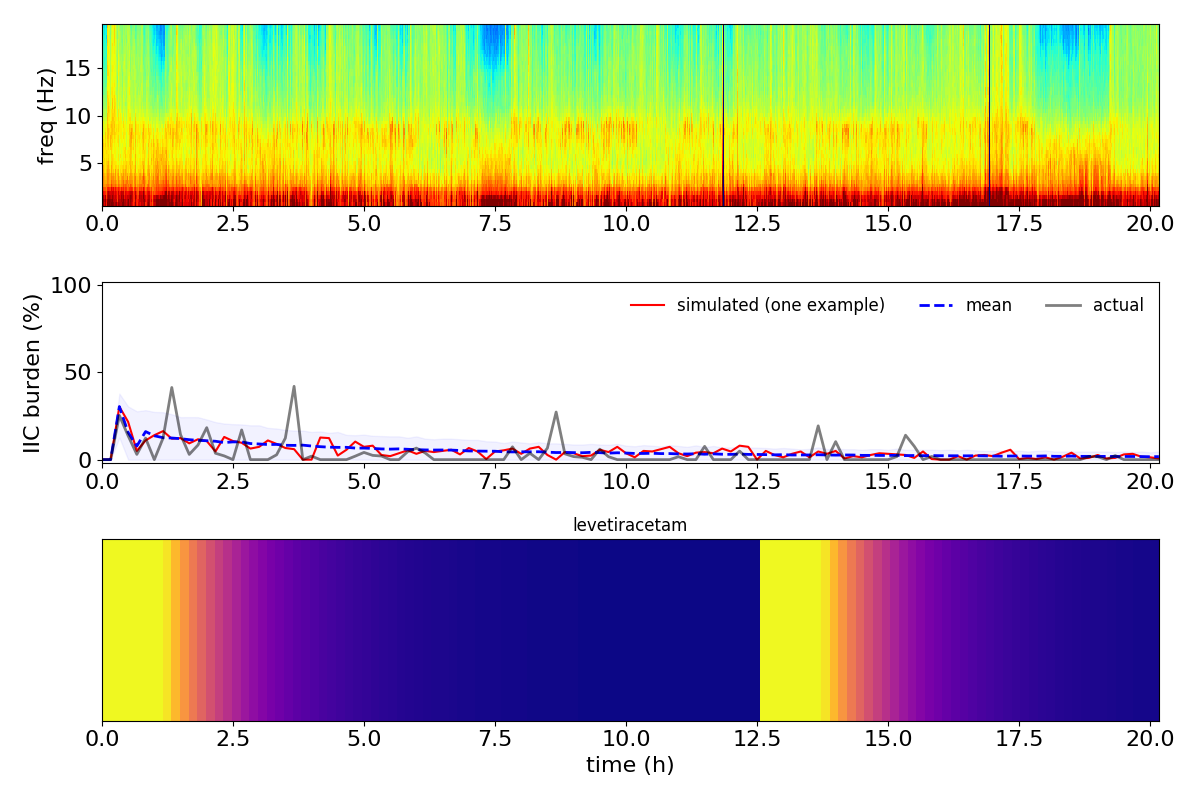 freq (Hz)
15
10
5
0.0 2.5 5.0 7.5 10.0 12.5 15.0 17.5 20.0
IIC burden (%)
100
50
0
simulated (one example) mean actual
0.0 2.5 5.0 7.5 10.0 12.5 15.0 17.5 20.0
levetiracetam
0.0 2.5 5.0 7.5 10.0 12.5 15.0 17.5 20.0
time (h)